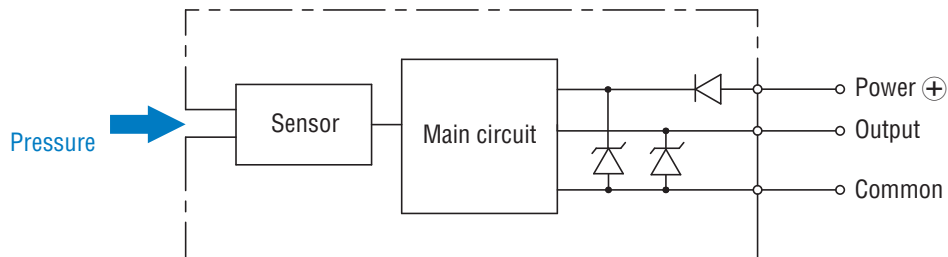 Pressure
Sensor
Main circuit
Power ⊕
Output
Common